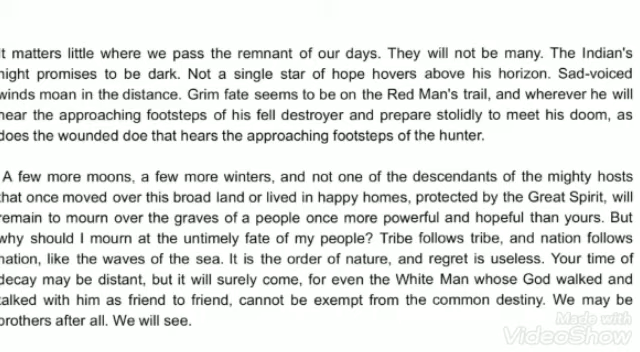 It matters little where we pass the remnant of our days. They will not be many. The Indian's
night promises to be dark. Not a single star of hope hovers above his horizon. Sad-voiced
winds moan in the distance. Grim fate seems to be on the Red Man's trail, and wherever he will
hear the approaching footsteps of his fell destroyer and prepare stolidly to meet his doom, as
does the wounded doe that hears the approaching footsteps of the hunter.
A few more moons, a few more winters, and not one of the descendants of the mighty hosts
that once moved over this broad land or lived in happy homes, protected by the Great Spirit, will
remain to mourn over the graves of a people once more powerful and hopeful than yours. But
why should I mourn at the untimely fate of my people? Tribe follows tribe, and nation follows
nation, like the waves of the sea. It is the order of nature, and regret is useless. Your time of
decay may be distant, but it will surely come, for even the White Man whose God walked and
talked with him as friend to friend, cannot be exempt from the common destiny. We may be
brothers after all. We will see.
Made with
VideoShow